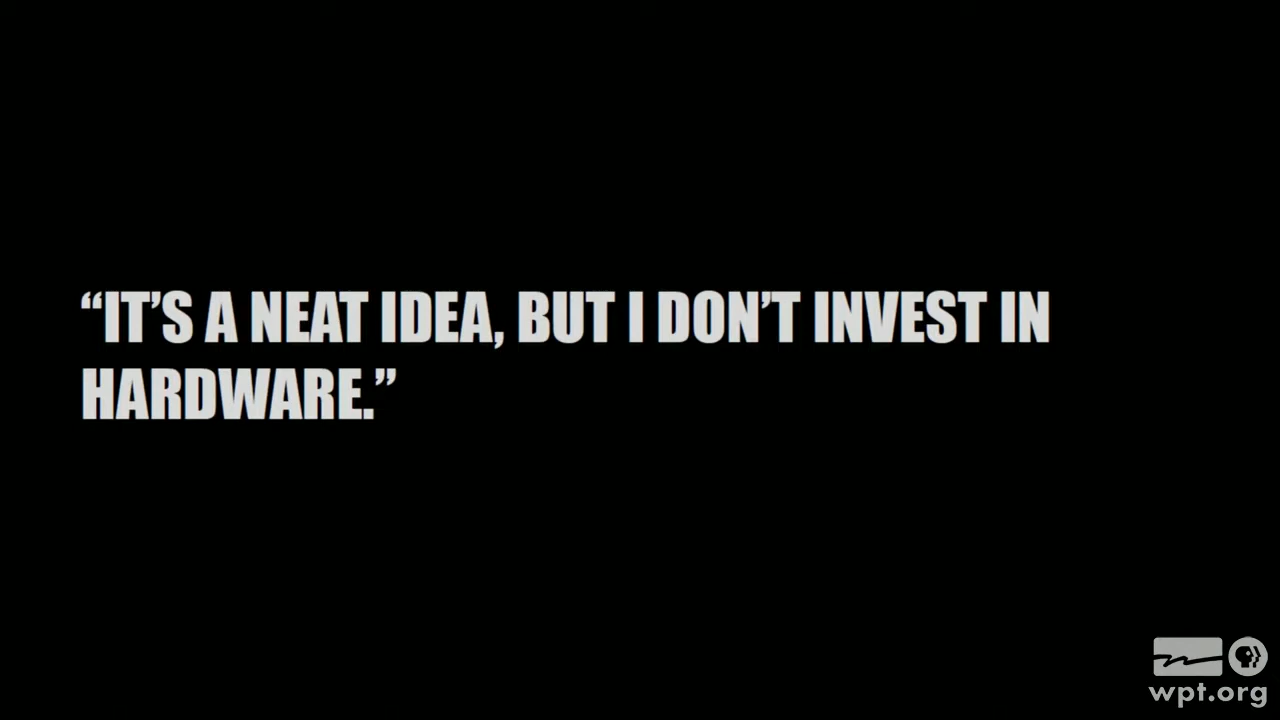 “IT’S A NEAT IDEA, BUT I DON’T INVEST IN
HARDWARE.”
wpt.org